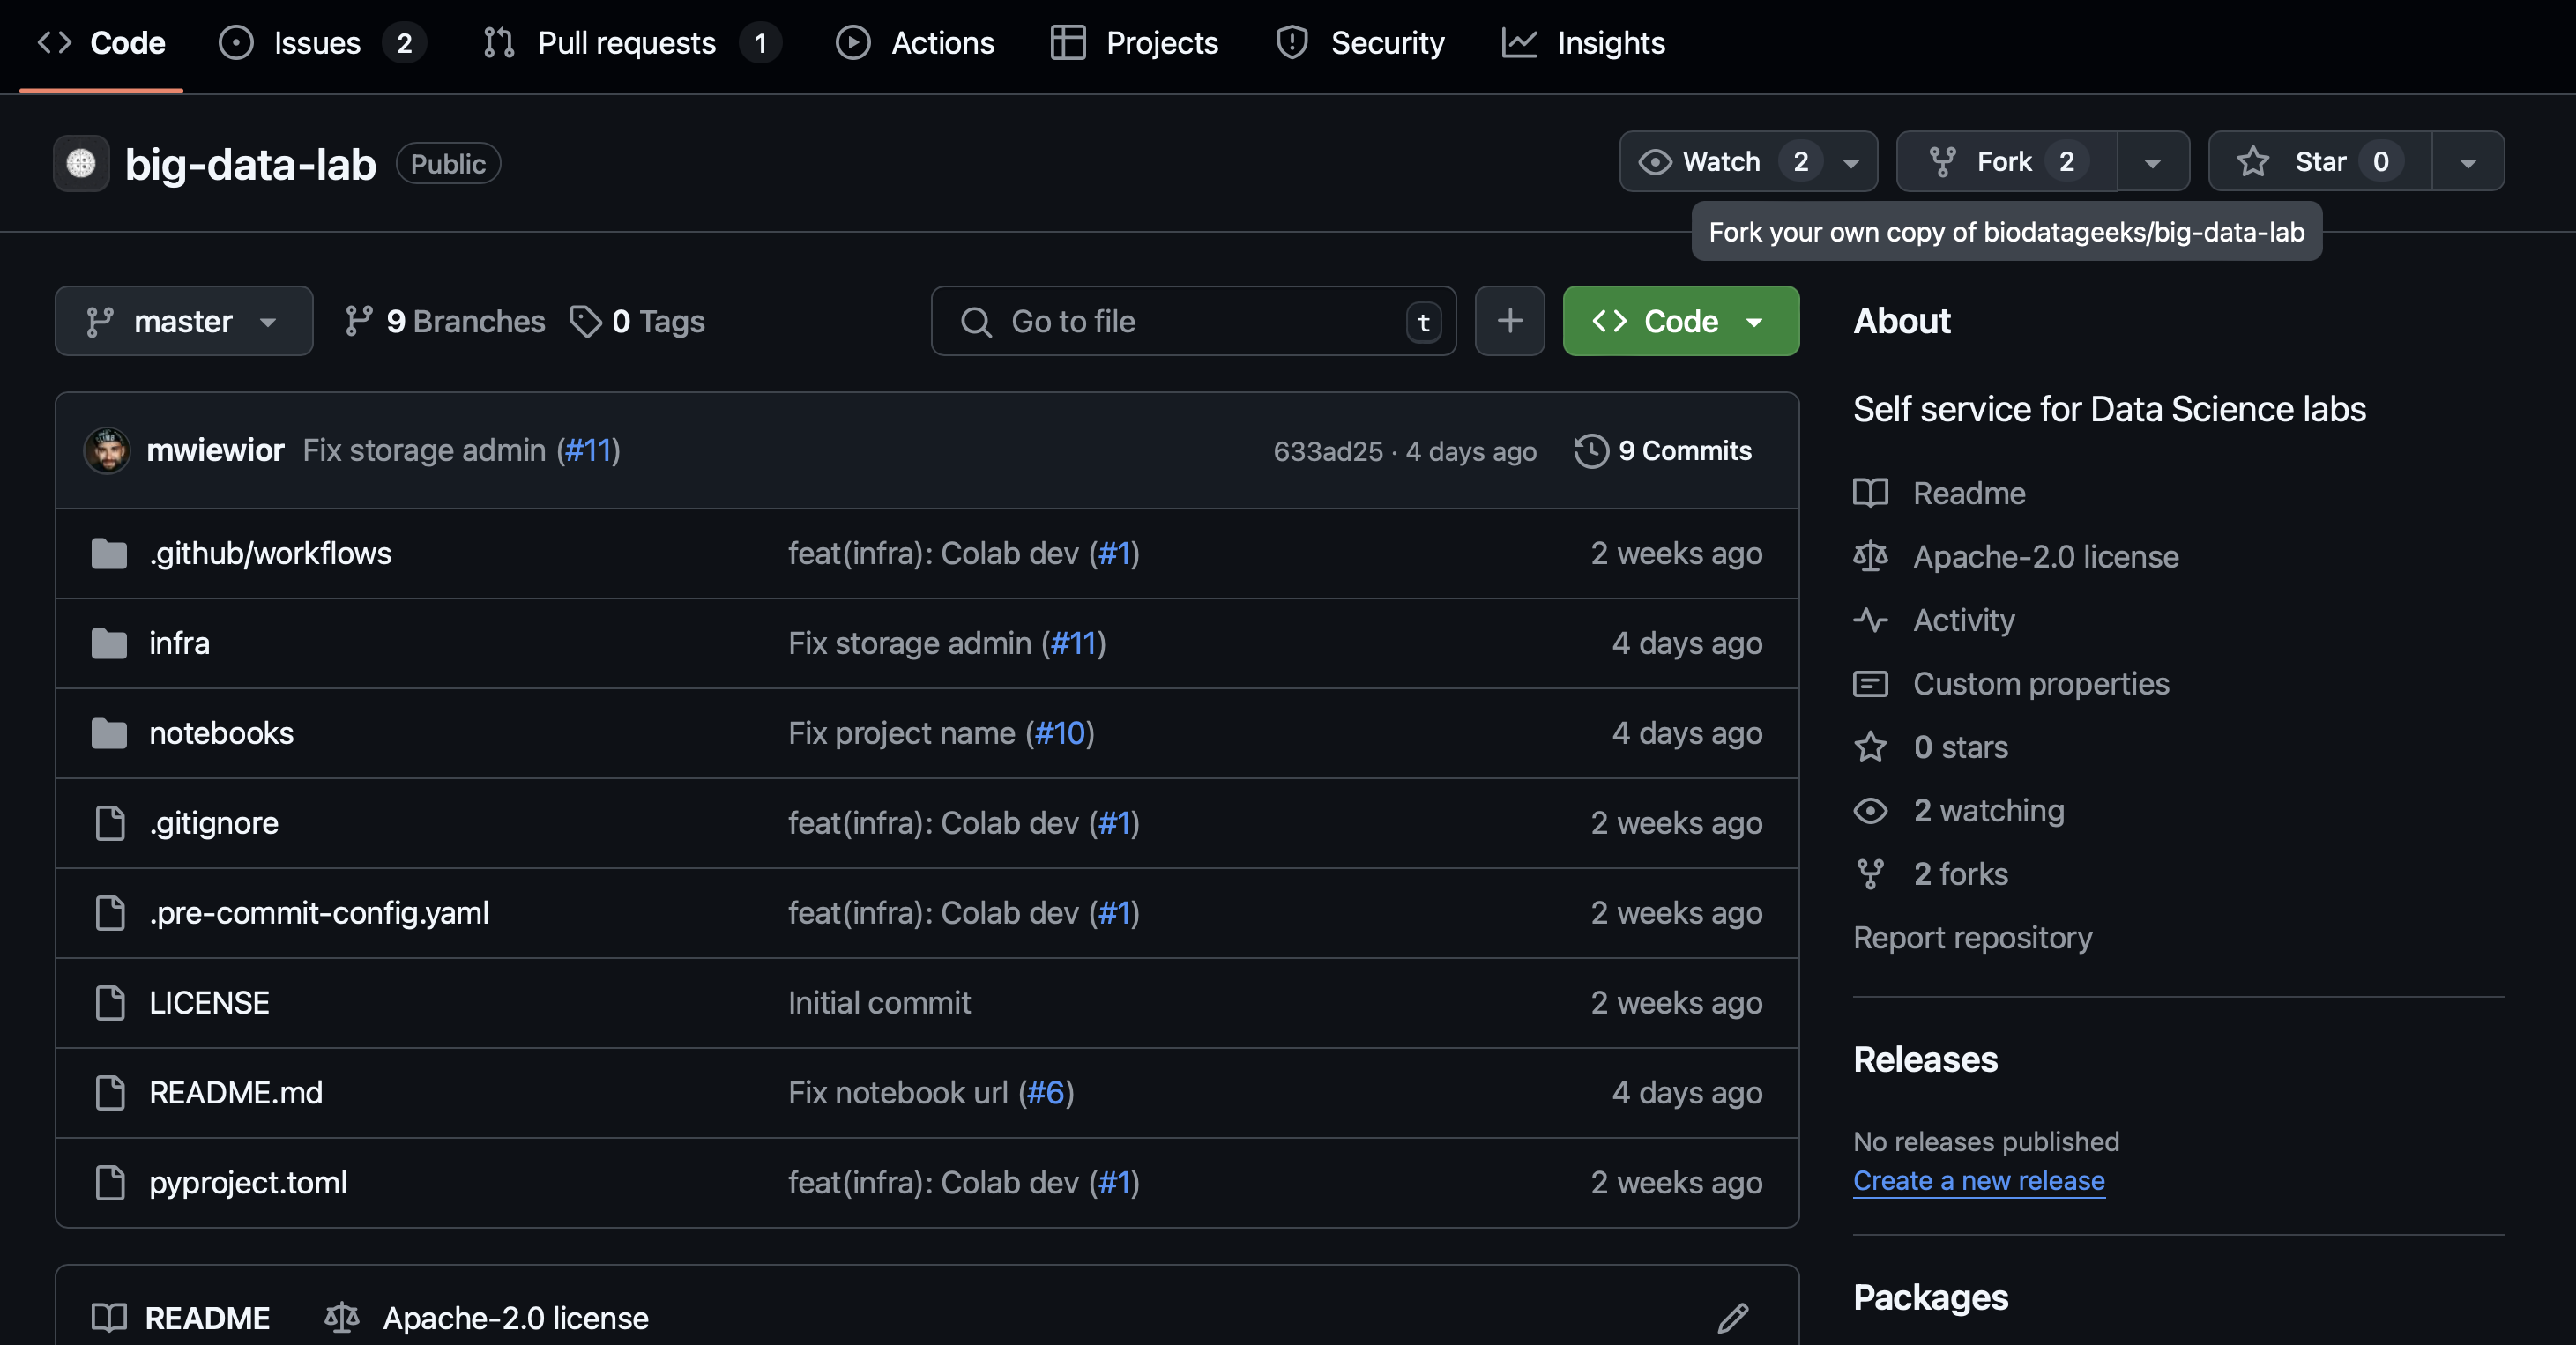 Code Issues 2 Pull requests 1 Actions Projects Security Insights
big-data-lab Public Watch 2 Fork 2 Star 0
Fork your own copy of biodatageeks/big-data-lab
master 9 Branches 0 Tags Go to file t Code
mwiewior Fix storage admin (#11) 633ad25 · 4 days ago 9 Commits
.github/workflows feat(infra): Colab dev (#1) 2 weeks ago
infra Fix storage admin (#11) 4 days ago
notebooks Fix project name (#10) 4 days ago
.gitignore feat(infra): Colab dev (#1) 2 weeks ago
.pre-commit-config.yaml feat(infra): Colab dev (#1) 2 weeks ago
LICENSE Initial commit 2 weeks ago
README.md Fix notebook url (#6) 4 days ago
pyproject.toml feat(infra): Colab dev (#1) 2 weeks ago
README Apache-2.0 license
About
Self service for Data Science labs
Readme
Apache-2.0 license
Activity
Custom properties
0 stars
2 watching
2 forks
Report repository
Releases
No releases published
Create a new release
Packages